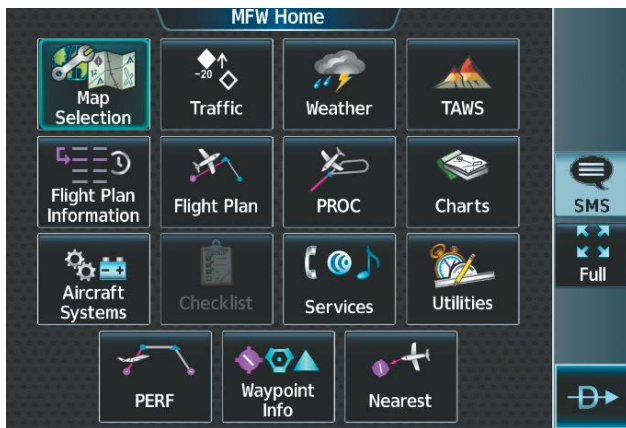 MFW Home
Map
Selection
-20
Traffic
Weather
TAWS
Flight Plan
Information
Flight Plan
PROC
Charts
SMS
Full
Aircraft
Systems
Checklist
Services
Utilities
PERF
Waypoint
Info
Nearest
D